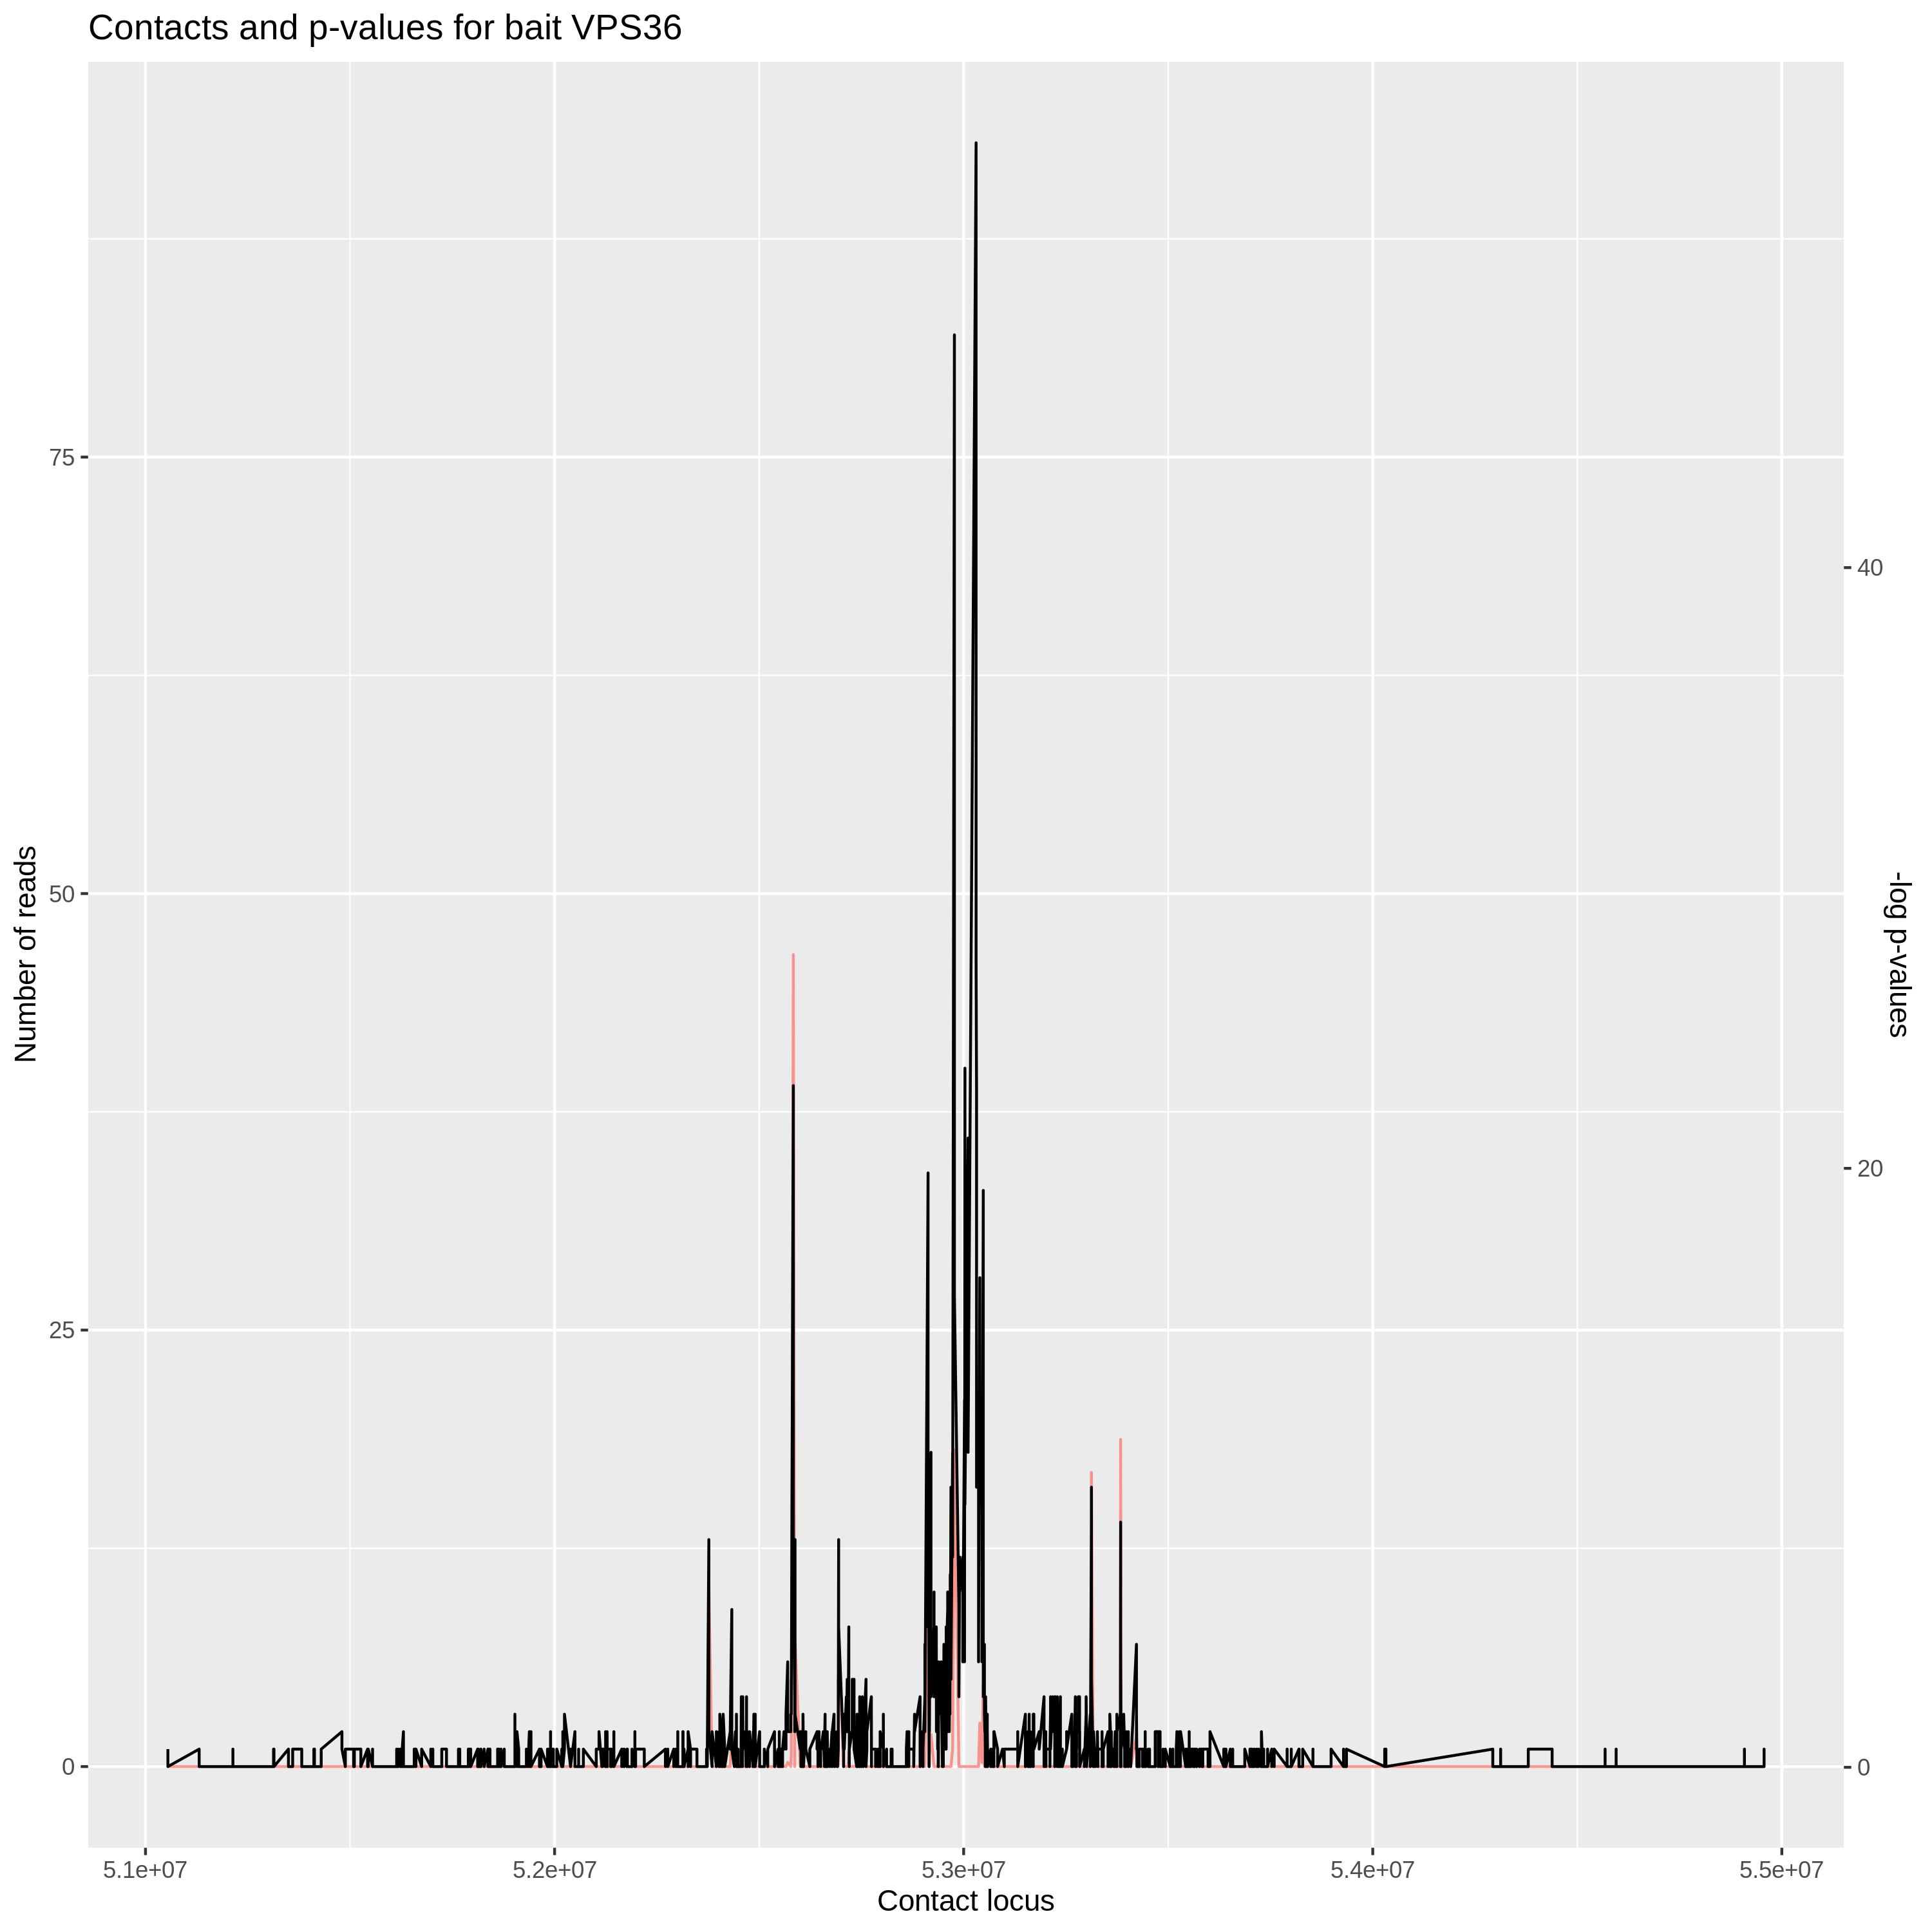 Contacts and p-values for bait VPS36
Number of reads
75
50
25
0
40
20
0
-log p-values
5.1e+07
5.2e+07
5.3e+07
5.4e+07
5.5e+07
Contact locus